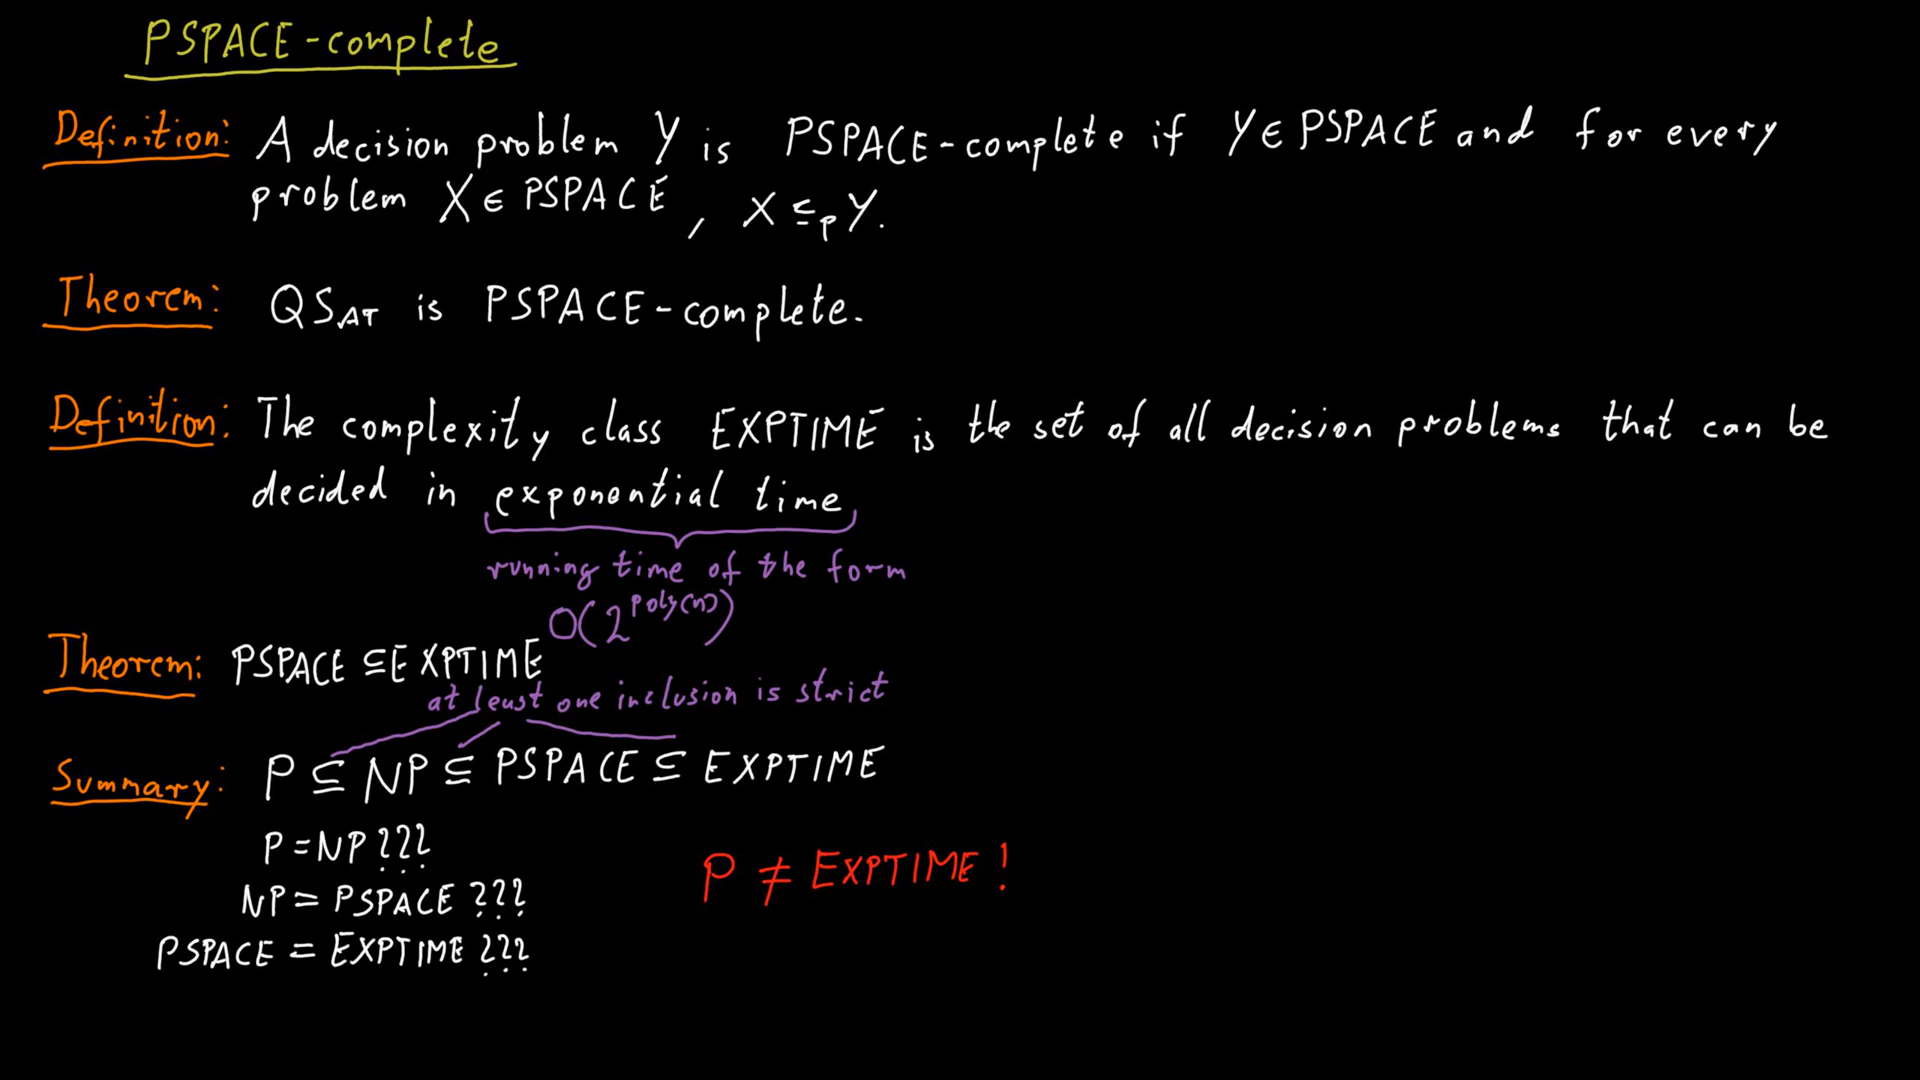 PSPACE-complete
Definition: A decision problem Y is PSPACE-complete if Y ∈ PSPACE and for every
problem X ∈ PSPACE, X ≤p Y.
Theorem: QSAT is PSPACE-complete.
Definition: The complexity class EXPTIME is the set of all decision problems that can be
decided in exponential time
running time of the form
O(2^poly(n))
Theorem: PSPACE ⊆ EXPTIME
at least one inclusion is strict
Summary: P ⊆ NP ⊆ PSPACE ⊆ EXPTIME
P = NP ???
P ≠ EXPTIME !
NP = PSPACE ???
PSPACE = EXPTIME ???